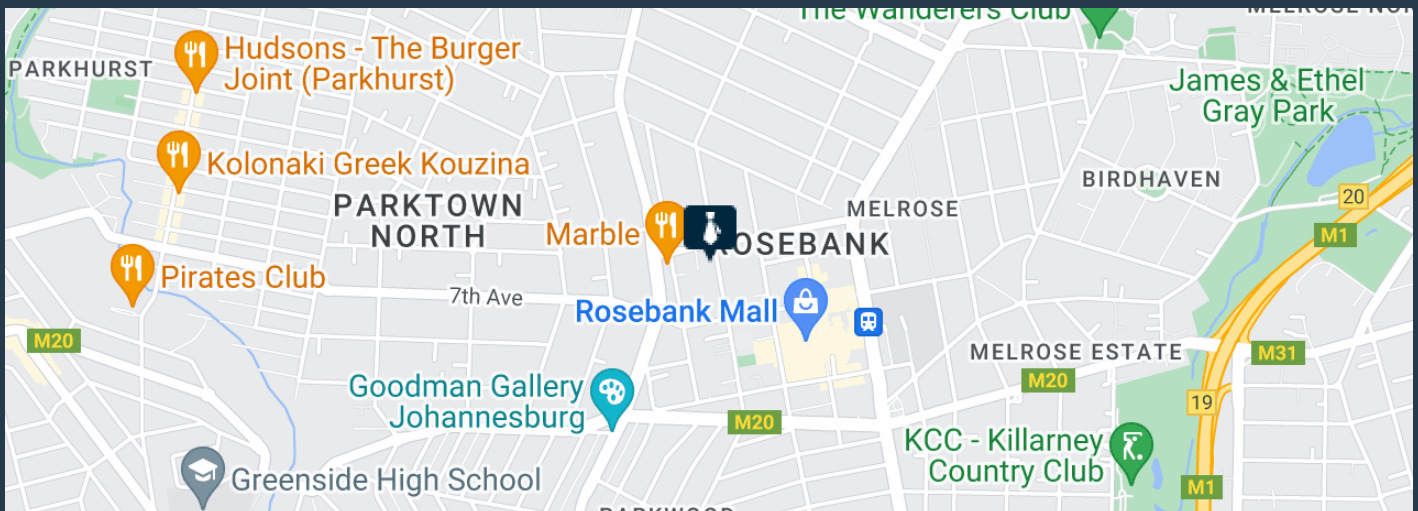 The Wanderers Club
MELROSE NOR
Hudsons - The Burger
Joint (Parkhurst)
PARKHURST
James & Ethel
Gray Park
Kolonaki Greek Kouzina
BIRDHAVEN
20
PARKTOWN
NORTH
MELROSE
Marble
ROSEBANK
M1
Pirates Club
7th Ave
Rosebank Mall
M20
MELROSE ESTATE
M31
M20
Goodman Gallery
Johannesburg
19
M20
KCC - Killarney
Country Club
Greenside High School
M1
PARKWOOD